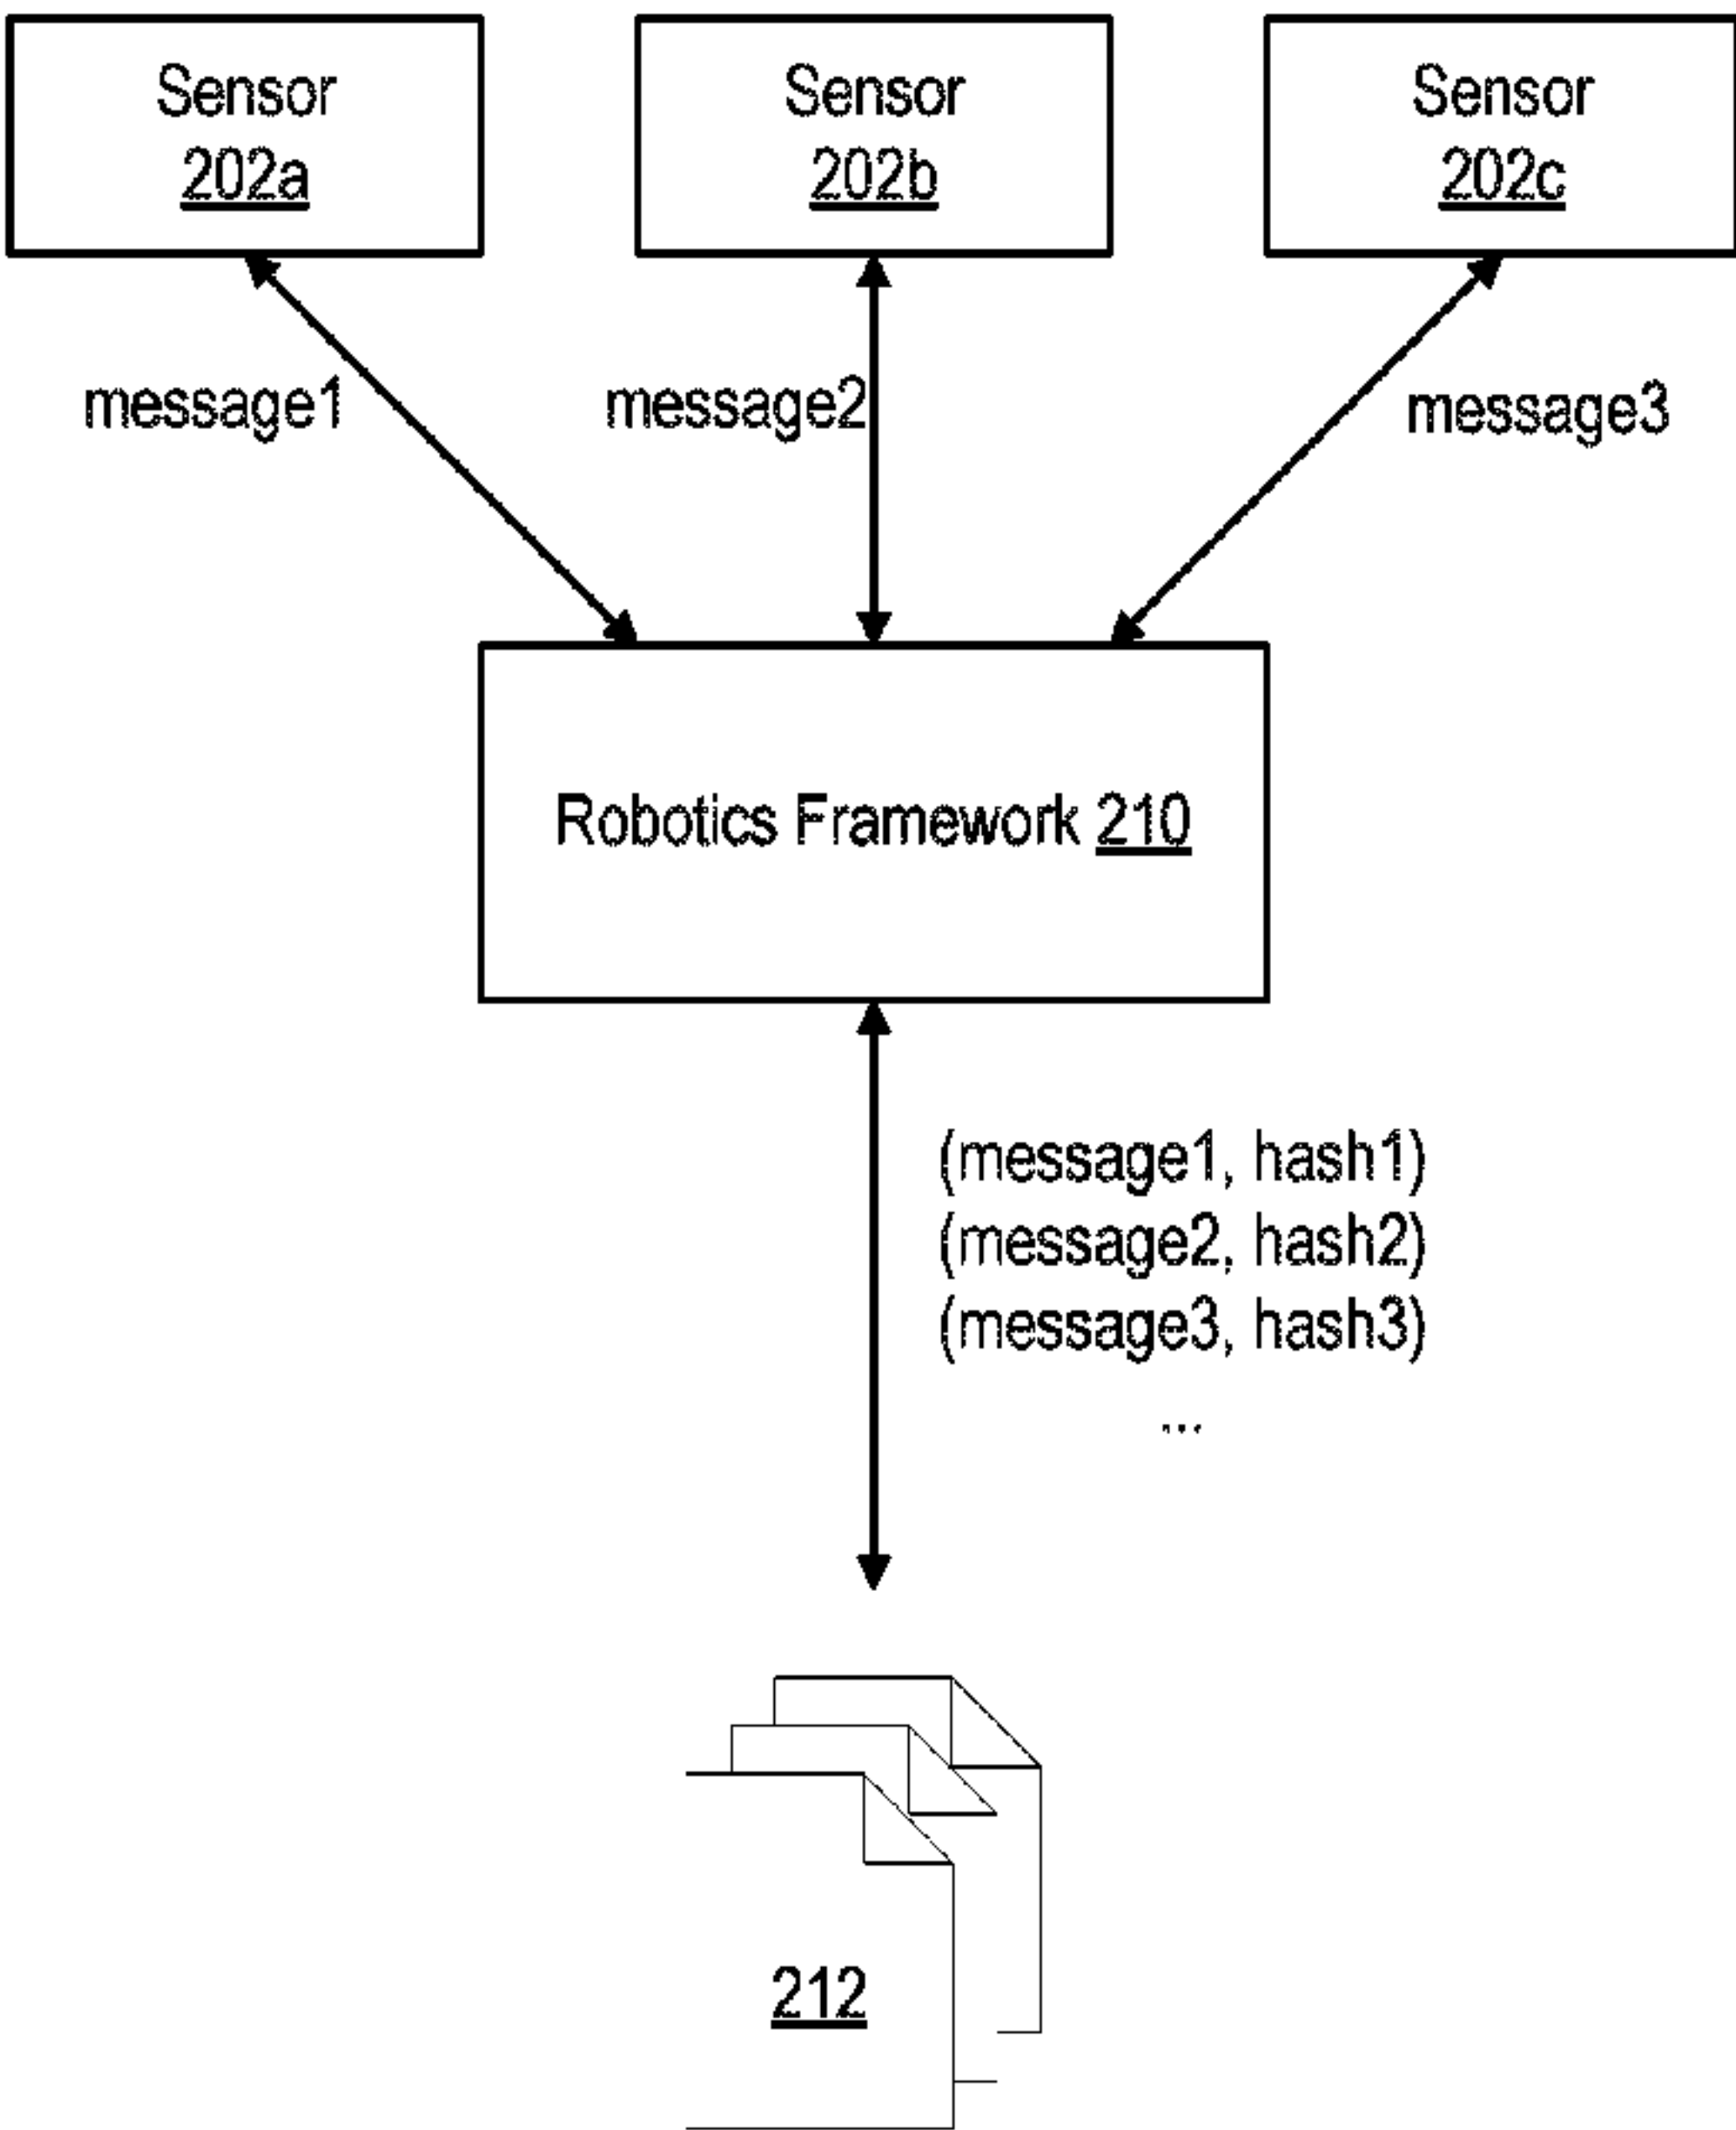 Sensor
202a
Sensor
202b
Sensor
202c
message1
message2
message3
Robotics Framework 210
(message1, hash1)
(message2, hash2)
(message3, hash3)
...
212